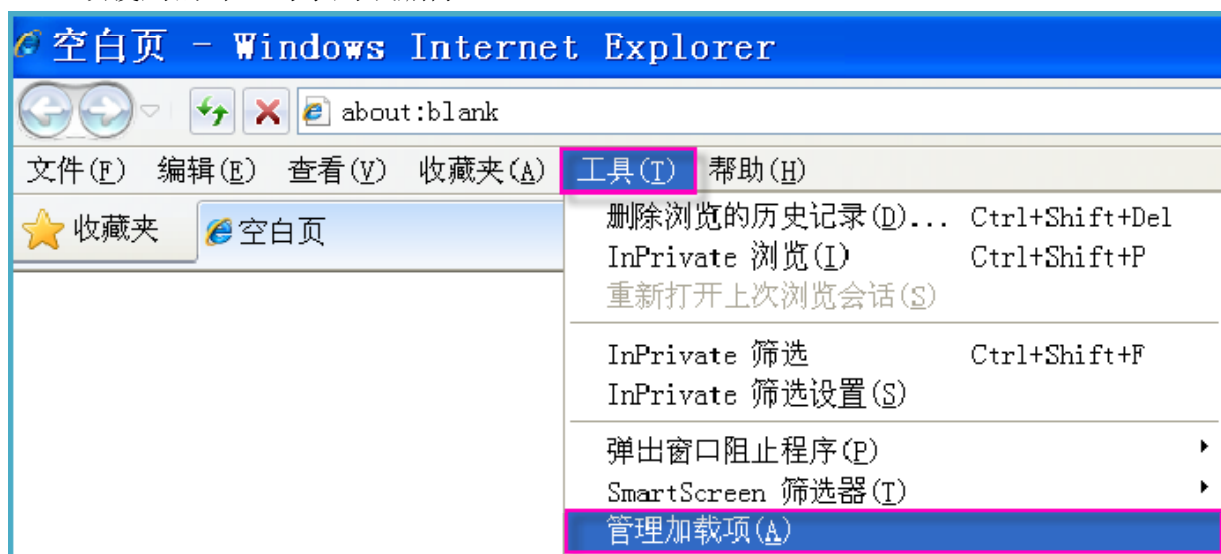 空白页 - Windows Internet Explorer
about:blank
文件(F) 编辑(E) 查看(V) 收藏夹(A) 工具(T) 帮助(H)
收藏夹 空白页
删除浏览的历史记录(D)... Ctrl+Shift+Del
InPrivate 浏览(I) Ctrl+Shift+P
重新打开上次浏览会话(S)
InPrivate 筛选 Ctrl+Shift+F
InPrivate 筛选设置(S)
弹出窗口阻止程序(P)
SmartScreen 筛选器(T)
管理加载项(A)